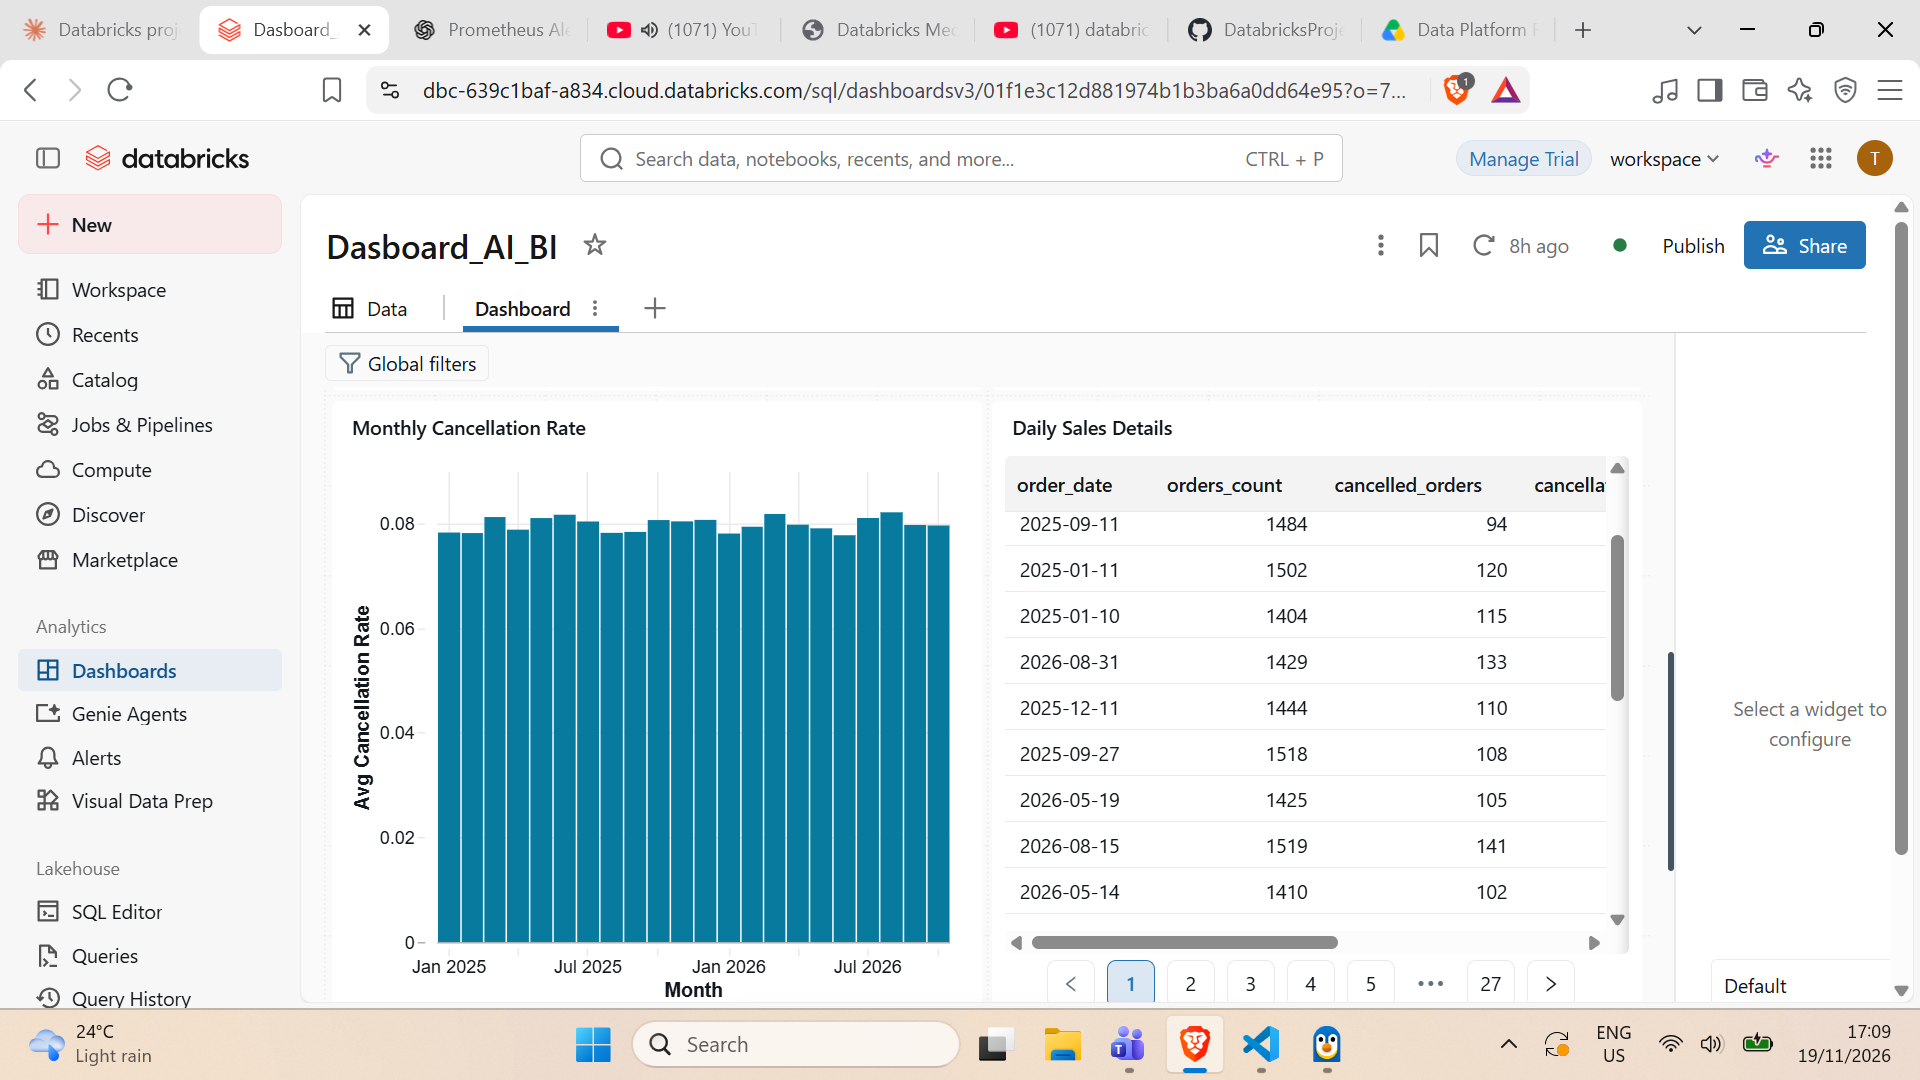 Databricks proj
Dasboard_
Prometheus Ale
(1071) YouT
Databricks Med
(1071) databric
DatabricksProje
Data Platform
dbc-639c1baf-a834.cloud.databricks.com/sql/dashboardsv3/01f1e3c12d881974b1b3ba6a0dd64e95?o=7...
1
databricks
Search data, notebooks, recents, and more...
CTRL + P
Manage Trial
workspace
T
New
Workspace
Recents
Catalog
Jobs & Pipelines
Compute
Discover
Marketplace
Analytics
Dashboards
Genie Agents
Alerts
Visual Data Prep
Lakehouse
SQL Editor
Queries
Query History
Dasboard_AI_BI
8h ago
Publish
Share
Data
Dashboard
Global filters
Monthly Cancellation Rate
0.08
0.06
0.04
0.02
0
Avg Cancellation Rate
Jan 2025
Jul 2025
Jan 2026
Jul 2026
Month
Daily Sales Details
order_date orders_count cancelled_orders cancella
2025-09-11 1484 94
2025-01-11 1502 120
2025-01-10 1404 115
2026-08-31 1429 133
2025-12-11 1444 110
2025-09-27 1518 108
2026-05-19 1425 105
2026-08-15 1519 141
2026-05-14 1410 102
1 2 3 4 5 ••• 27
Select a widget to
configure
Default
24°C
Light rain
Search
ENG
US
17:09
19/11/2026